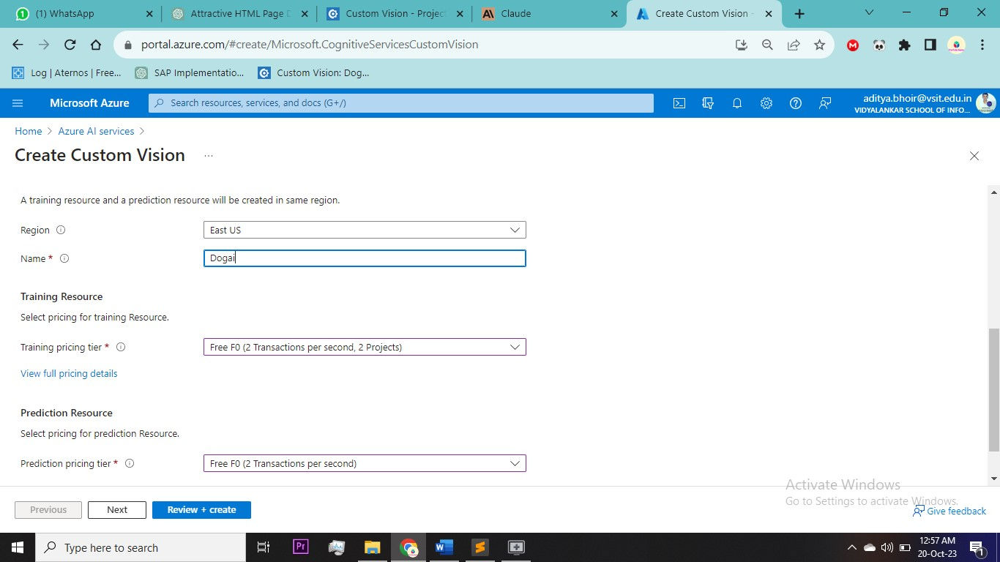 (1) WhatsApp
Attractive HTML Page D
Custom Vision - Projec
Claude
Create Custom Vision -
portal.azure.com/#create/Microsoft.CognitiveServicesCustomVision
Log | Aternos | Free...
SAP Implementatio...
Custom Vision: Dog...
Microsoft Azure
Search resources, services, and docs (G+/)
aditya.bhoir@vsit.edu.in
VIDYALANKAR SCHOOL OF INFO...
Home > Azure AI services >
Create Custom Vision ...
A training resource and a prediction resource will be created in same region.
Region
East US
Name *
Dogai
Training Resource
Select pricing for training Resource.
Training pricing tier *
Free F0 (2 Transactions per second, 2 Projects)
View full pricing details
Prediction Resource
Select pricing for prediction Resource.
Prediction pricing tier *
Free F0 (2 Transactions per second)
Activate Windows
Go to Settings to activate Windows.
Previous
Next
Review + create
Give feedback
Type here to search
Pr
12:57 AM
20-Oct-23
1